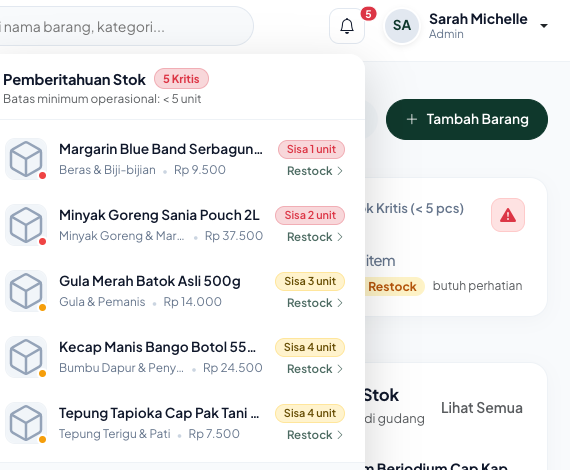 nama barang, kategori...
5
SA
Sarah Michelle
Admin
Pemberitahuan Stok
5 Kritis
Batas minimum operasional: < 5 unit
Tambah Barang
Margarin Blue Band Serbagun...
Sisa 1 unit
Beras & Biji-bijian • Rp 9.500
Restock
Minyak Goreng Sania Pouch 2L
Sisa 2 unit
Minyak Goreng & Mar... • Rp 37.500
Restock
Gula Merah Batok Asli 500g
Sisa 3 unit
Gula & Pemanis • Rp 14.000
Restock
Kecap Manis Bango Botol 55...
Sisa 4 unit
Bumbu Dapur & Peny... • Rp 24.500
Restock
Tepung Tapioka Cap Pak Tani ...
Sisa 4 unit
Tepung Terigu & Pati • Rp 7.500
Restock
Kritis (< 5 pcs)
item
Restock butuh perhatian
Stok
di gudang
Lihat Semua
Beriodium Cap Kap